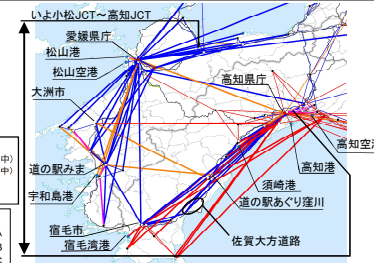 いよ小松JCT～高知JCT
愛媛県庁
松山港
松山空港
高知県庁
大洲市
高知空
中)
中)
道の駅みま
高知港
宇和島港
須崎港
道の駅あぐり窪川
宿毛市
宿毛湾港
佐賀大方道路